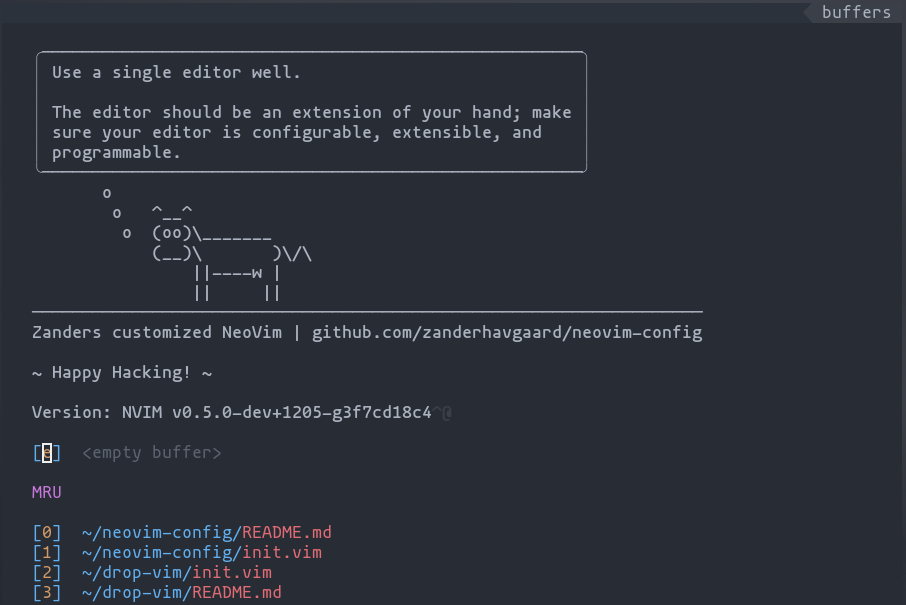 buffers
Use a single editor well.
The editor should be an extension of your hand; make
sure your editor is configurable, extensible, and
programmable.
        o
         o   ^__^
          o  (oo)\_______
             (__)\       )\/\
                 ||----w |
                 ||     ||
Zanders customized NeoVim | github.com/zanderhavgaard/neovim-config
~ Happy Hacking! ~
Version: NVIM v0.5.0-dev+1205-g3f7cd18c4^@
[e]  <empty buffer>
MRU
[0]  ~/neovim-config/README.md
[1]  ~/neovim-config/init.vim
[2]  ~/drop-vim/init.vim
[3]  ~/drop-vim/README.md